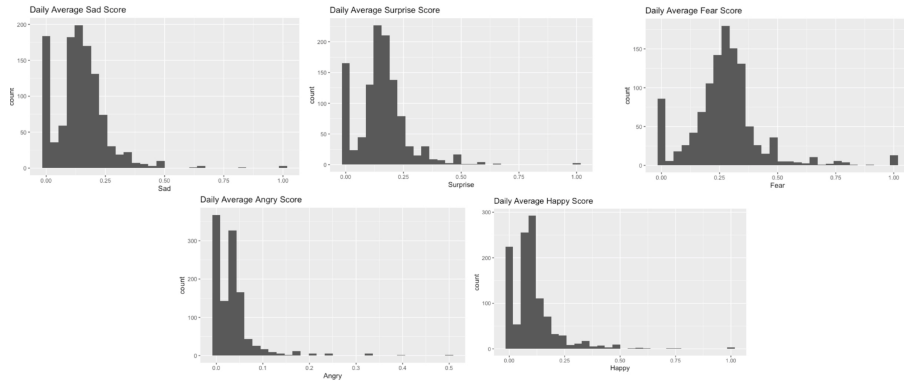 Daily Average Sad Score
200
150
100
50
0
count
0.00 0.25 0.50 0.75 1.00
Sad
Daily Average Surprise Score
200
150
100
50
0
count
0.00 0.25 0.50 0.75 1.00
Surprise
Daily Average Fear Score
150
100
50
0
count
0.00 0.25 0.50 0.75 1.00
Fear
Daily Average Angry Score
300
200
100
0
count
0.0 0.1 0.2 0.3 0.4 0.5
Angry
Daily Average Happy Score
300
200
100
0
count
0.00 0.25 0.50 0.75 1.00
Happy